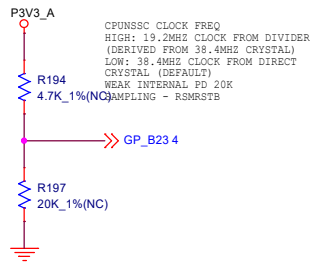 P3V3_A
CPUNSSC CLOCK FREQ
HIGH: 19.2MHZ CLOCK FROM DIVIDER
(DERIVED FROM 38.4MHZ CRYSTAL)
LOW: 38.4MHZ CLOCK FROM DIRECT
CRYSTAL (DEFAULT)
WEAK INTERNAL PD 20K
SAMPLING - RSMRSTB
R194
4.7K_1%(NC)
GP_B23 4
R197
20K_1%(NC)